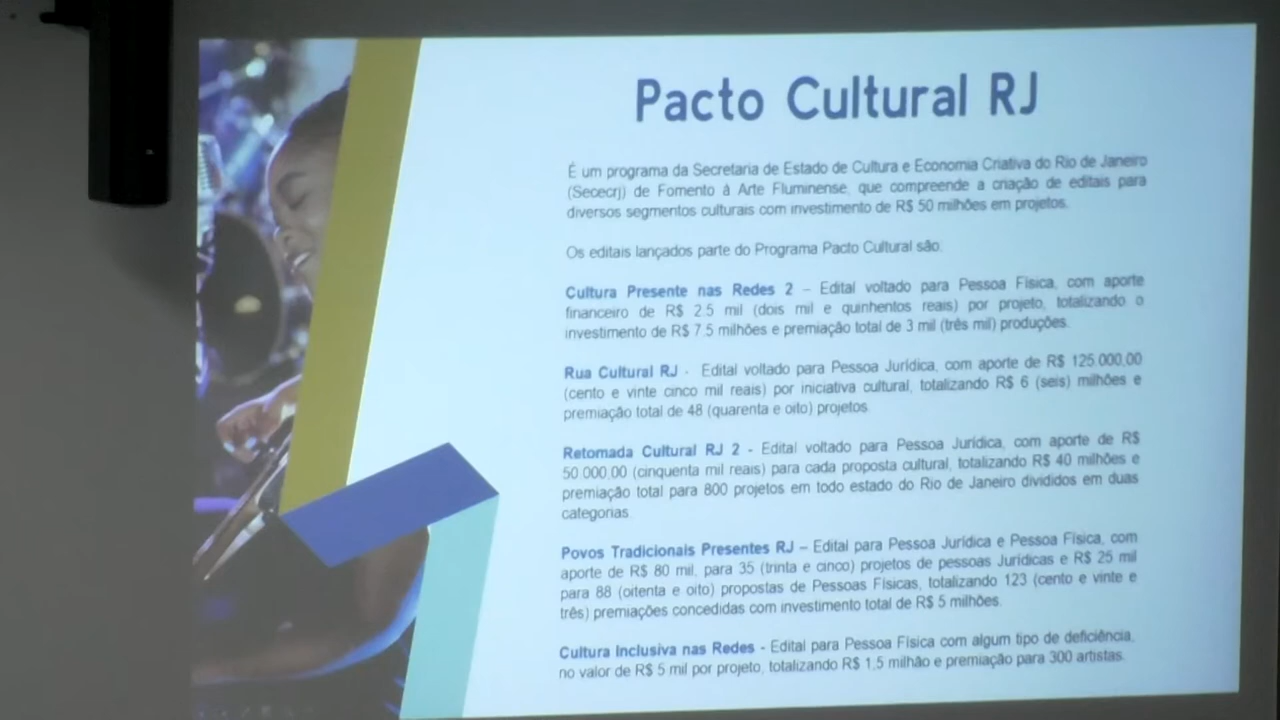 Pacto Cultural RJ
É um programa da Secretaria de Estado de Cultura e Economia Criativa do Rio de Janeiro
(Sececrj) de Fomento à Arte Fluminense, que compreende a criação de editais para
diversos segmentos culturais com investimento de R$ 50 milhões em projetos.
Os editais lançados parte do Programa Pacto Cultural são:
Cultura Presente nas Redes 2 – Edital voltado para Pessoa Física, com aporte
financeiro de R$ 2.5 mil (dois mil e quinhentos reais) por projeto, totalizando o
investimento de R$ 7.5 milhões e premiação total de 3 mil (três mil) produções.
Rua Cultural RJ - Edital voltado para Pessoa Jurídica, com aporte de R$ 125.000,00
(cento e vinte cinco mil reais) por iniciativa cultural, totalizando R$ 6 (seis) milhões e
premiação total de 48 (quarenta e oito) projetos.
Retomada Cultural RJ 2 - Edital voltado para Pessoa Jurídica, com aporte de R$
50.000,00 (cinquenta mil reais) para cada proposta cultural, totalizando R$ 40 milhões e
premiação total para 800 projetos em todo estado do Rio de Janeiro divididos em duas
categorias.
Povos Tradicionais Presentes RJ – Edital para Pessoa Jurídica e Pessoa Física, com
aporte de R$ 80 mil, para 35 (trinta e cinco) projetos de pessoas Jurídicas e R$ 25 mil
para 88 (oitenta e oito) propostas de Pessoas Físicas, totalizando 123 (cento e vinte e
três) premiações concedidas com investimento total de R$ 5 milhões.
Cultura Inclusiva nas Redes - Edital para Pessoa Física com algum tipo de deficiência,
no valor de R$ 5 mil por projeto, totalizando R$ 1,5 milhão e premiação para 300 artistas.